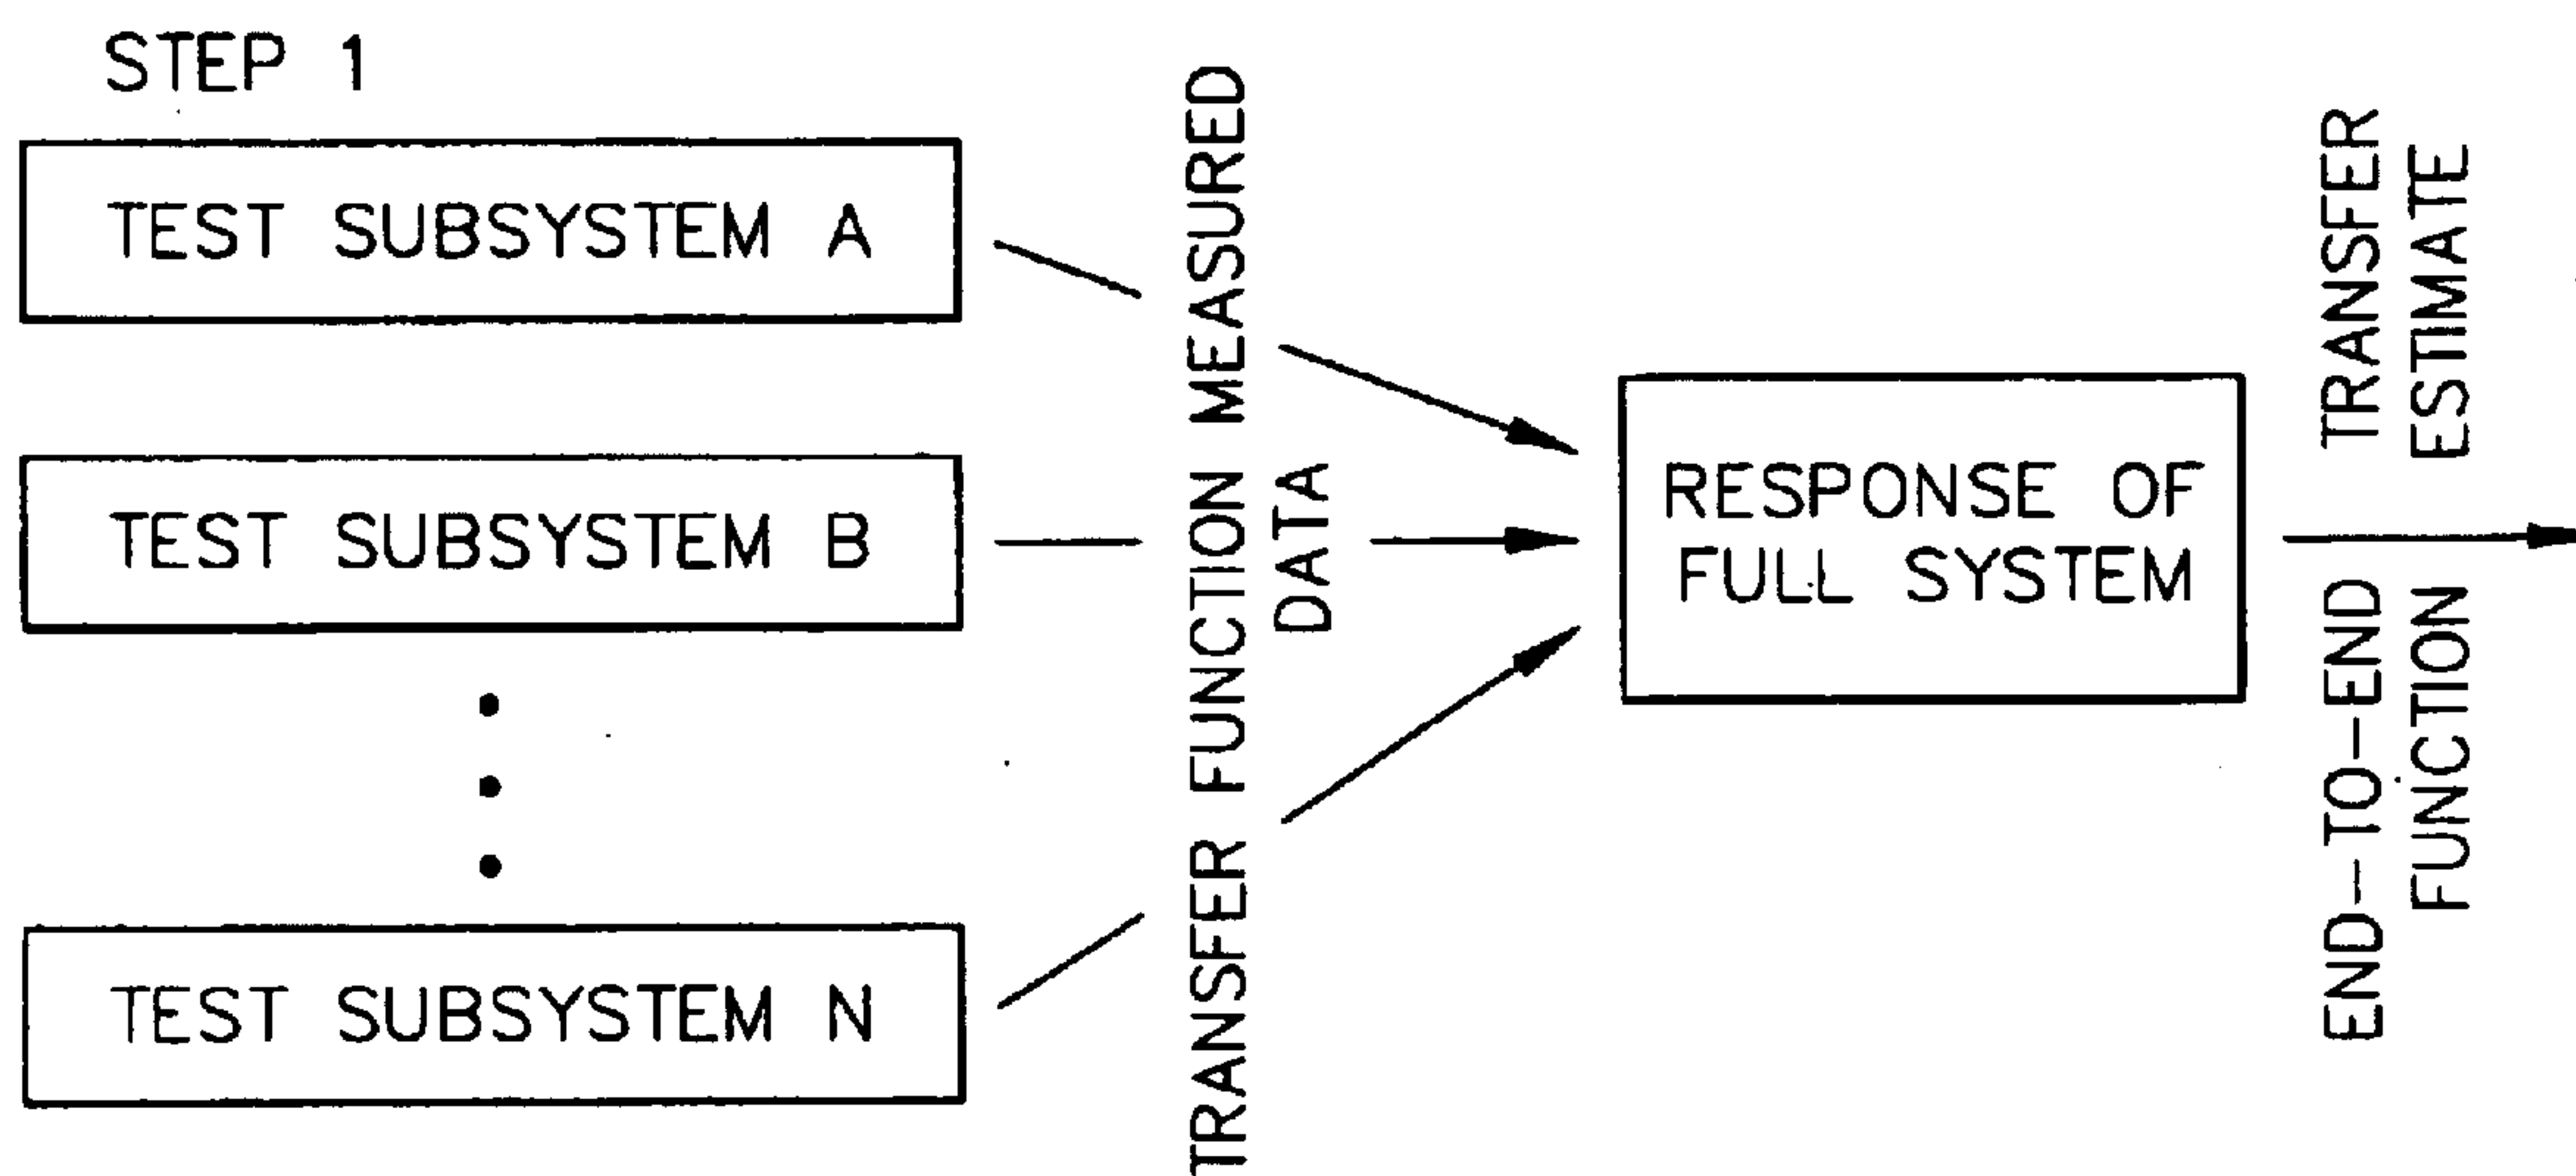 STEP 1
TEST SUBSYSTEM A
TEST SUBSYSTEM B
TEST SUBSYSTEM N
TRANSFER FUNCTION MEASURED
DATA
RESPONSE OF
FULL SYSTEM
END-TO-END TRANSFER
FUNCTION ESTIMATE